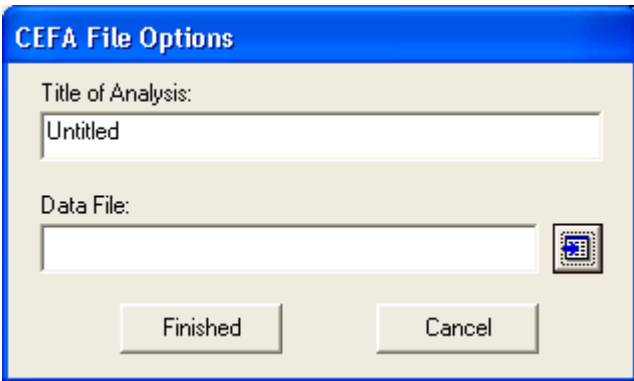 CEFA File Options
Title of Analysis:
Untitled
Data File:
Finished
Cancel